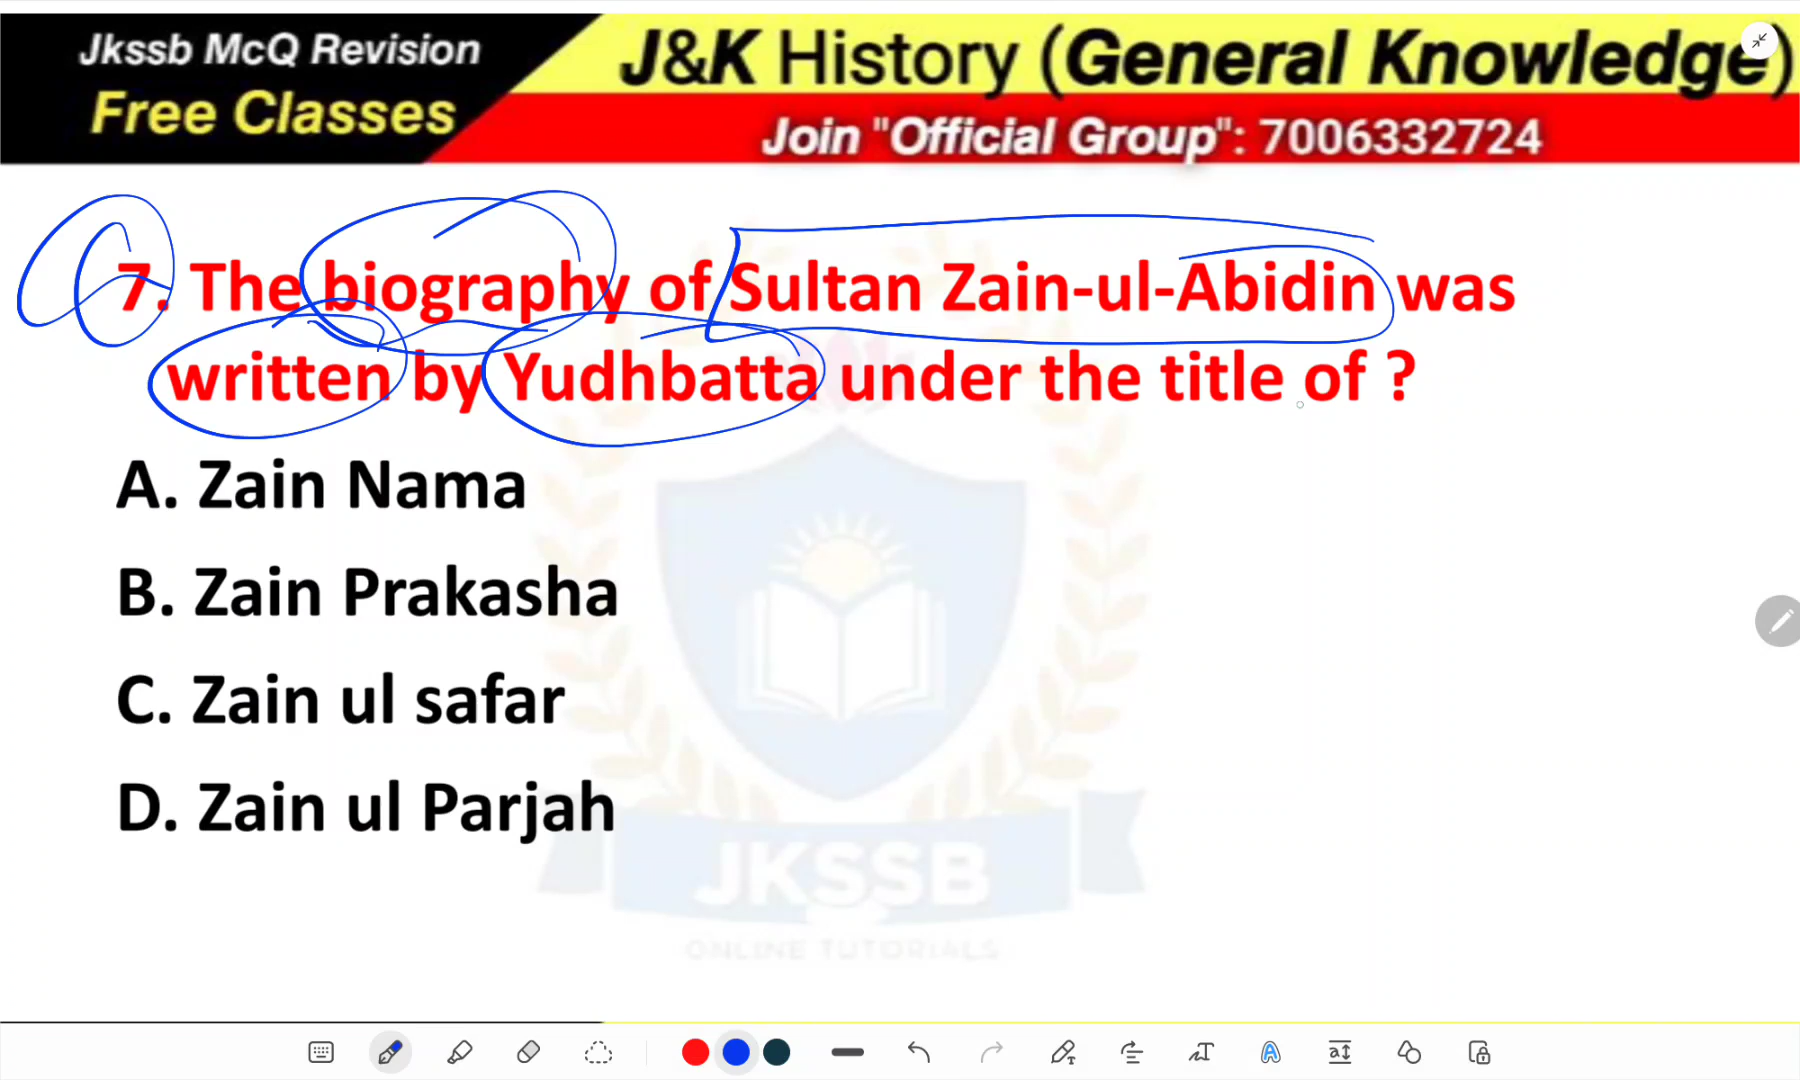 Jkssb McQ Revision
Free Classes
J&K History (General Knowledge)
Join "Official Group": 7006332724
7. The biography of Sultan Zain-ul-Abidin was
written by Yudhbatta under the title of ?
A. Zain Nama
B. Zain Prakasha
C. Zain ul safar
D. Zain ul Parjah
JKSSB
ONLINE TUTORIALS